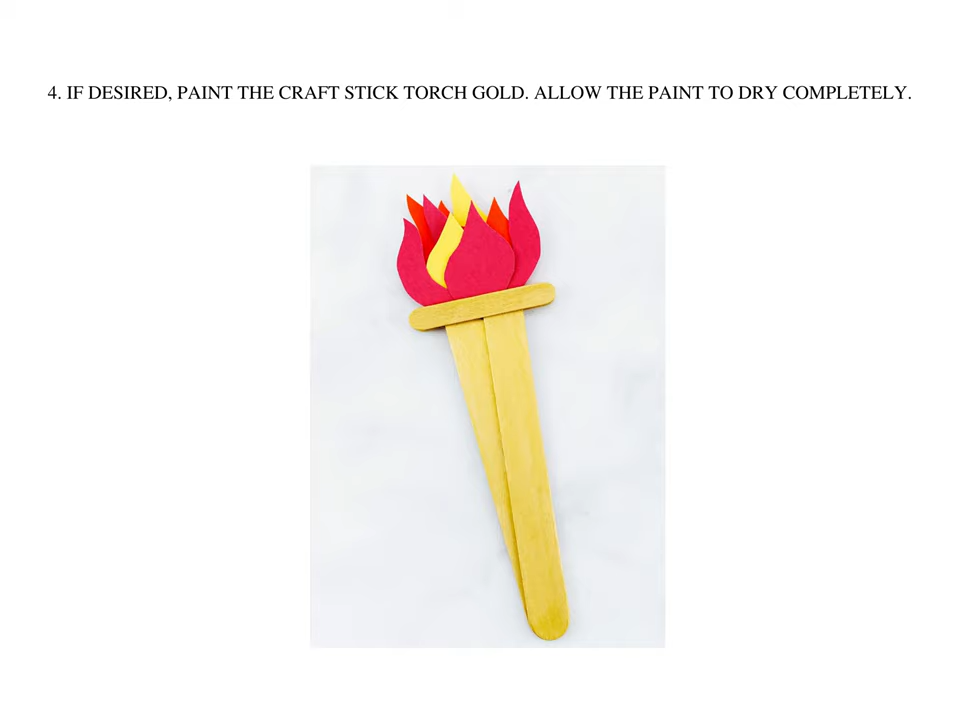 4. IF DESIRED, PAINT THE CRAFT STICK TORCH GOLD. ALLOW THE PAINT TO DRY COMPLETELY.